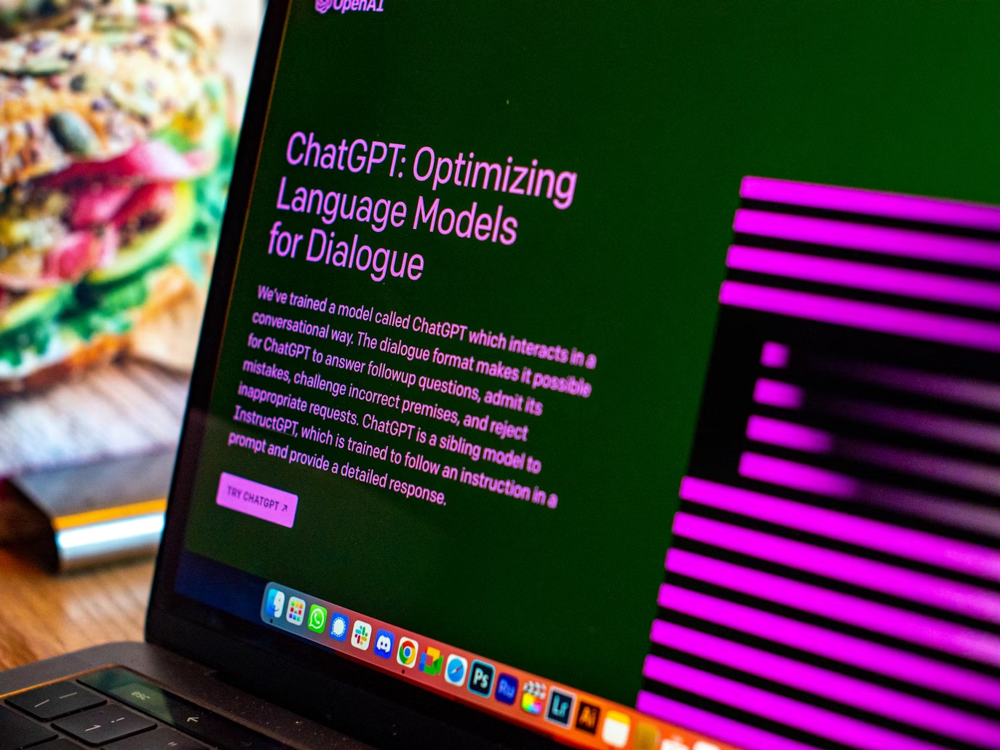 OpenAI
ChatGPT: Optimizing
Language Models
for Dialogue
We've trained a model called ChatGPT which interacts in a
conversational way. The dialogue format makes it possible
for ChatGPT to answer followup questions, admit its
mistakes, challenge incorrect premises, and reject
inappropriate requests. ChatGPT is a sibling model to
InstructGPT, which is trained to follow an instruction in a
prompt and provide a detailed response.
TRY CHATGPT ↗
Ps
Ru
Lr
Ai
esc